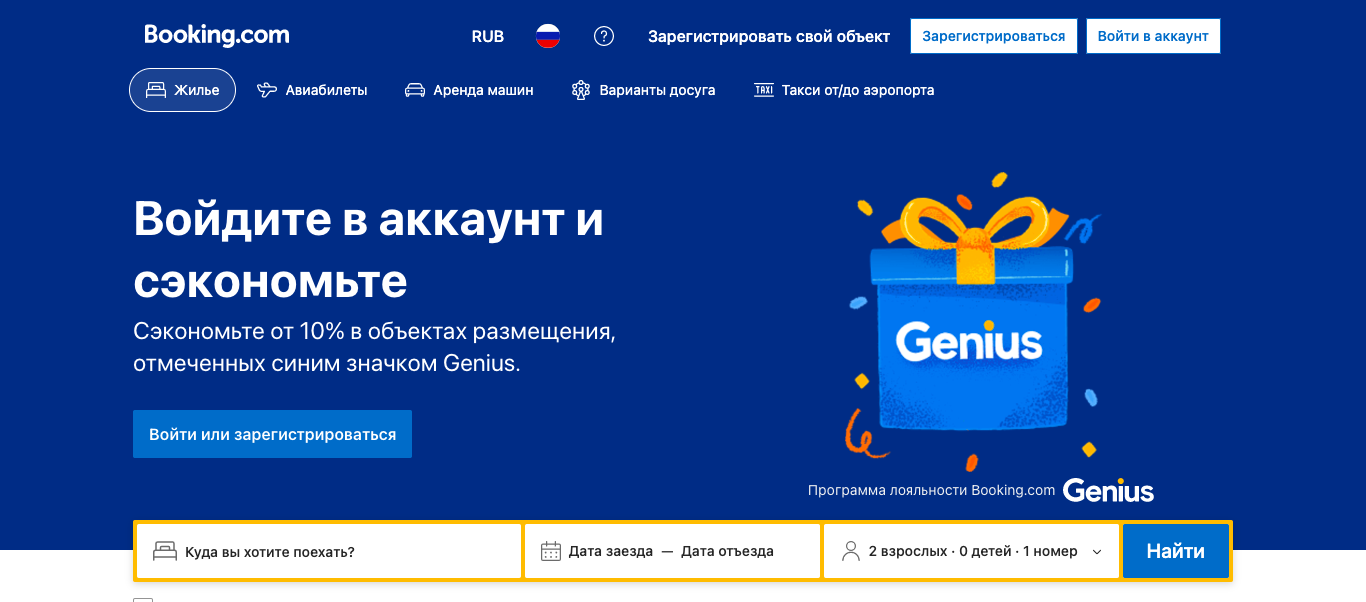 Booking.com
RUB
?
Зарегистрировать свой объект
Зарегистрироваться
Войти в аккаунт
Жилье
Авиабилеты
Аренда машин
Варианты досуга
TAXI
Такси от/до аэропорта
Войдите в аккаунт и
сэкономьте
Сэкономьте от 10% в объектах размещения,
отмеченных синим значком Genius.
Войти или зарегистрироваться
Genius
Программа лояльности Booking.com Genius
Куда вы хотите поехать?
Дата заезда — Дата отъезда
2 взрослых · 0 детей · 1 номер
Найти